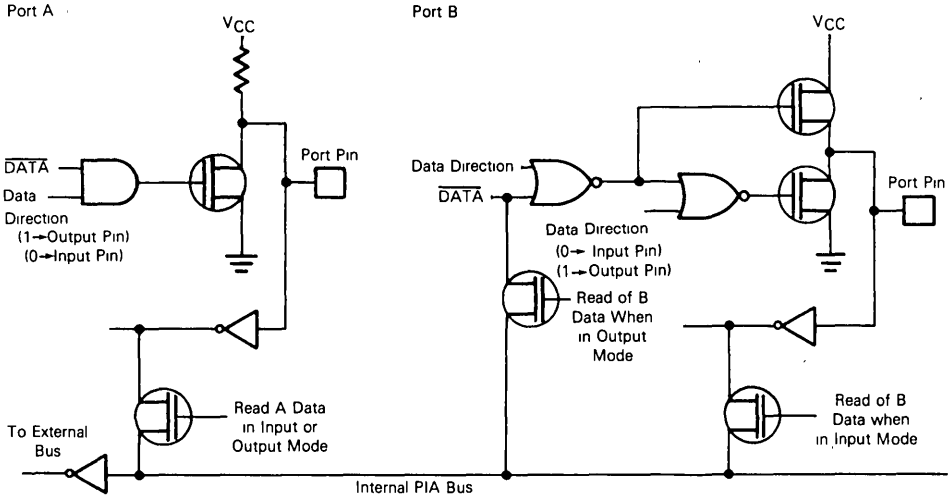 Port A
VCC
DATA
Data
Direction
(1→Output Pin)
(0→Input Pin)
Port Pin
Read A Data
in Input or
Output Mode
To External
Bus
Internal PIA Bus
Port B
VCC
Data Direction
DATA
Data Direction
(0→ Input Pin)
(1→Output Pin)
Port Pin
Read of B
Data When
in Output
Mode
Read of B
Data when
in Input Mode